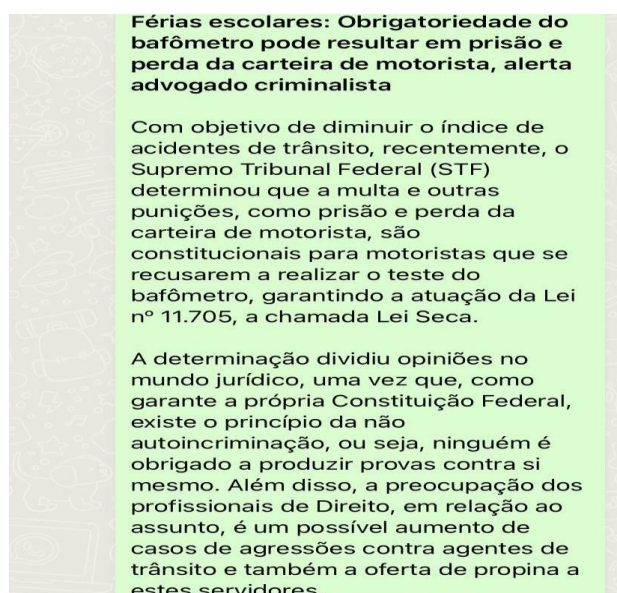 Férias escolares: Obrigatoriedade do
bafômetro pode resultar em prisão e
perda da carteira de motorista, alerta
advogado criminalista
Com objetivo de diminuir o índice de
acidentes de trânsito, recentemente, o
Supremo Tribunal Federal (STF)
determinou que a multa e outras
punições, como prisão e perda da
carteira de motorista, são
constitucionais para motoristas que se
recusarem a realizar o teste do
bafômetro, garantindo a atuação da Lei
nº 11.705, a chamada Lei Seca.
A determinação dividiu opiniões no
mundo jurídico, uma vez que, como
garante a própria Constituição Federal,
existe o princípio da não
autoincriminação, ou seja, ninguém é
obrigado a produzir provas contra si
mesmo. Além disso, a preocupação dos
profissionais de Direito, em relação ao
assunto, é um possível aumento de
casos de agressões contra agentes de
trânsito e também a oferta de propina a
estes servidores